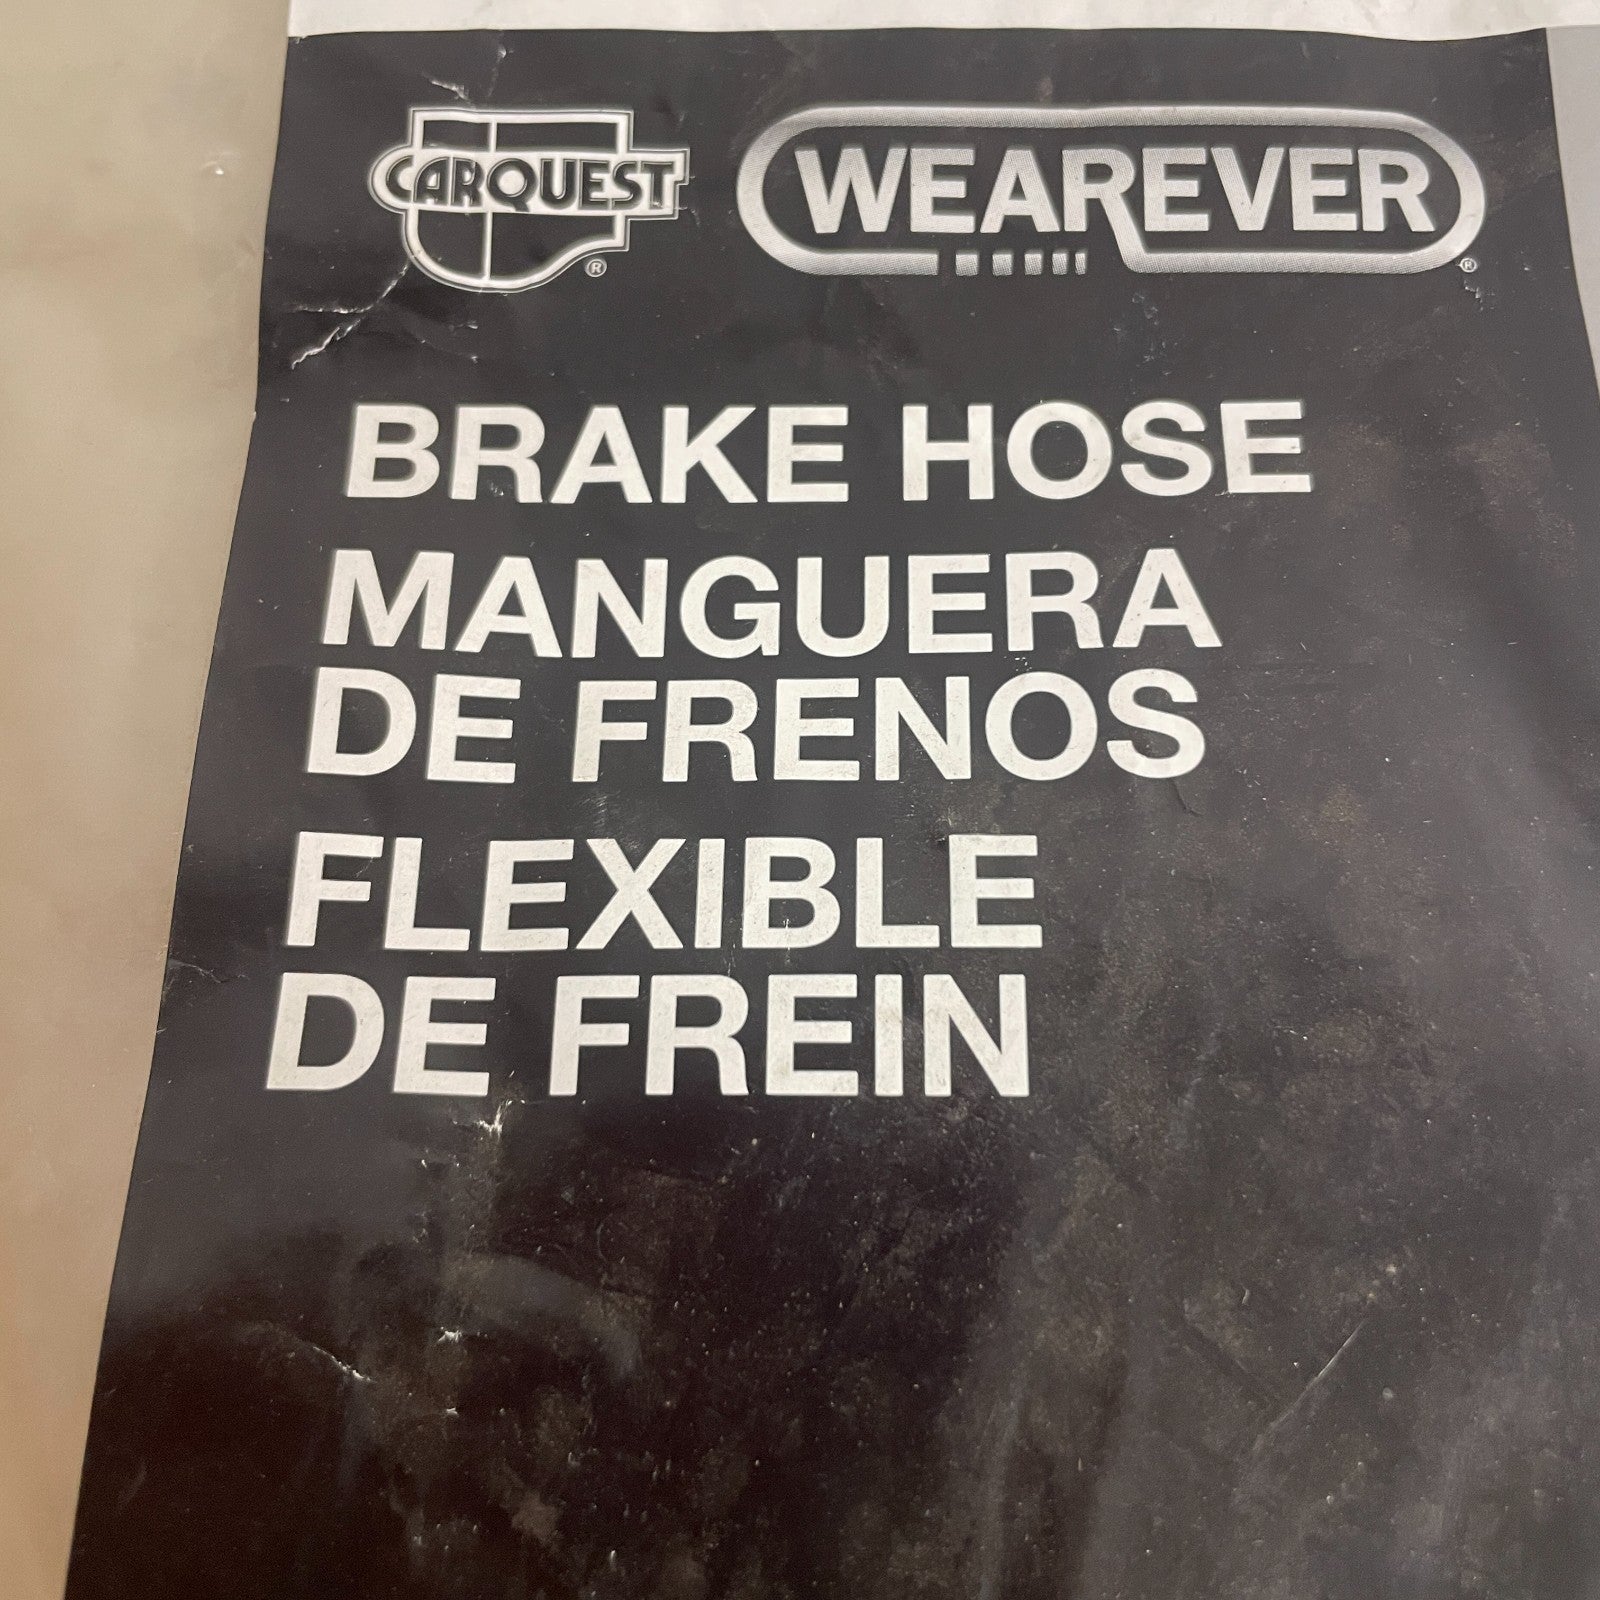 CARQUEST ® WEAREVER ®
BRAKE HOSE
MANGUERA
DE FRENOS
FLEXIBLE
DE FREIN